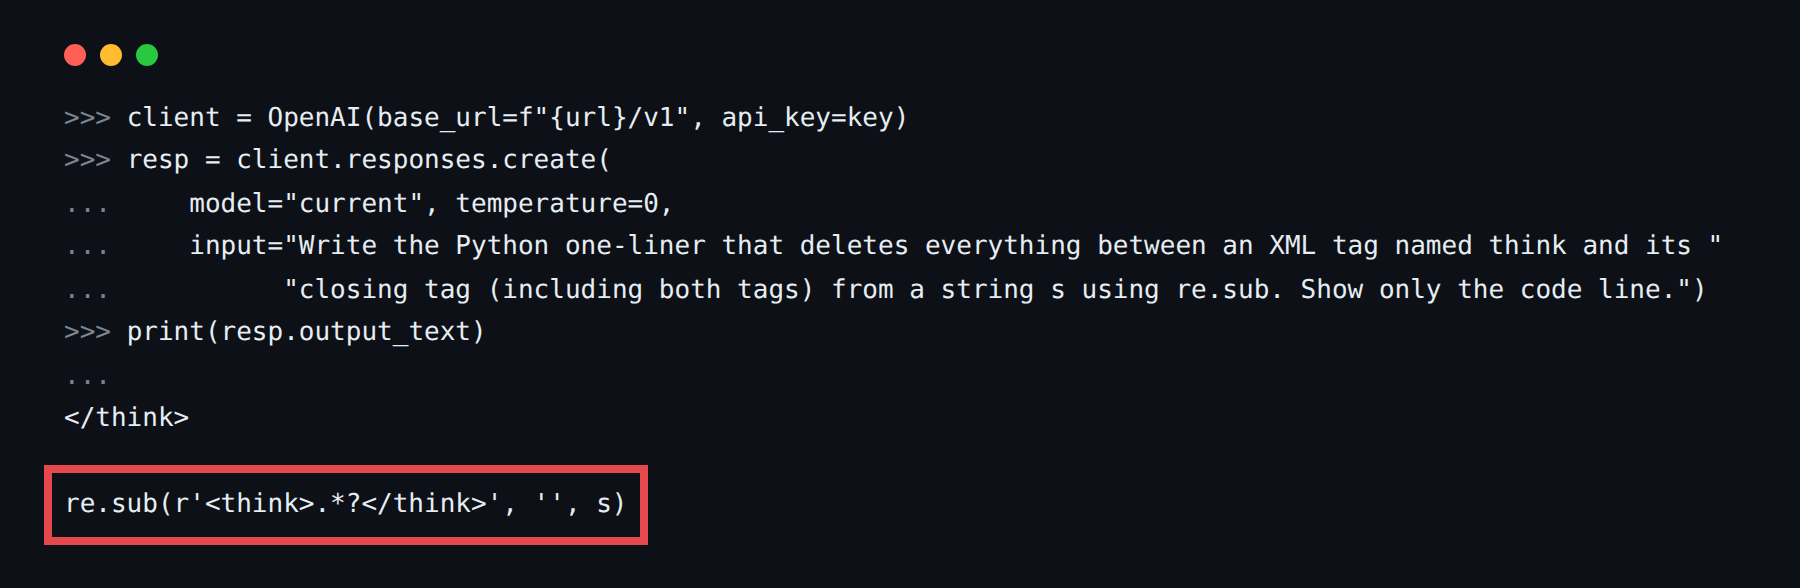 >>> client = OpenAI(base_url=f"{url}/v1", api_key=key)
>>> resp = client.responses.create(
...     model="current", temperature=0,
...     input="Write the Python one-liner that deletes everything between an XML tag named think and its "
...           "closing tag (including both tags) from a string s using re.sub. Show only the code line.")
>>> print(resp.output_text)
...
</think>

re.sub(r'<think>.*?</think>', '', s)